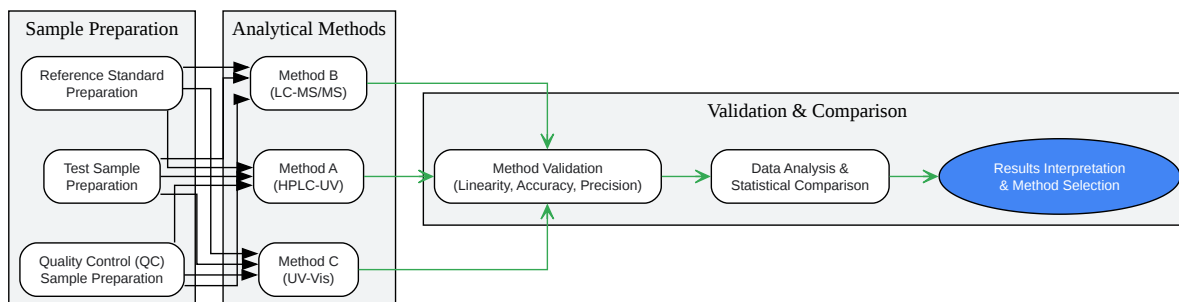 Sample Preparation
Reference Standard
Preparation
Test Sample
Preparation
Quality Control (QC)
Sample Preparation
Analytical Methods
Method B
(LC-MS/MS)
Method A
(HPLC-UV)
Method C
(UV-Vis)
Validation & Comparison
Method Validation
(Linearity, Accuracy, Precision)
Data Analysis &
Statistical Comparison
Results Interpretation
& Method Selection